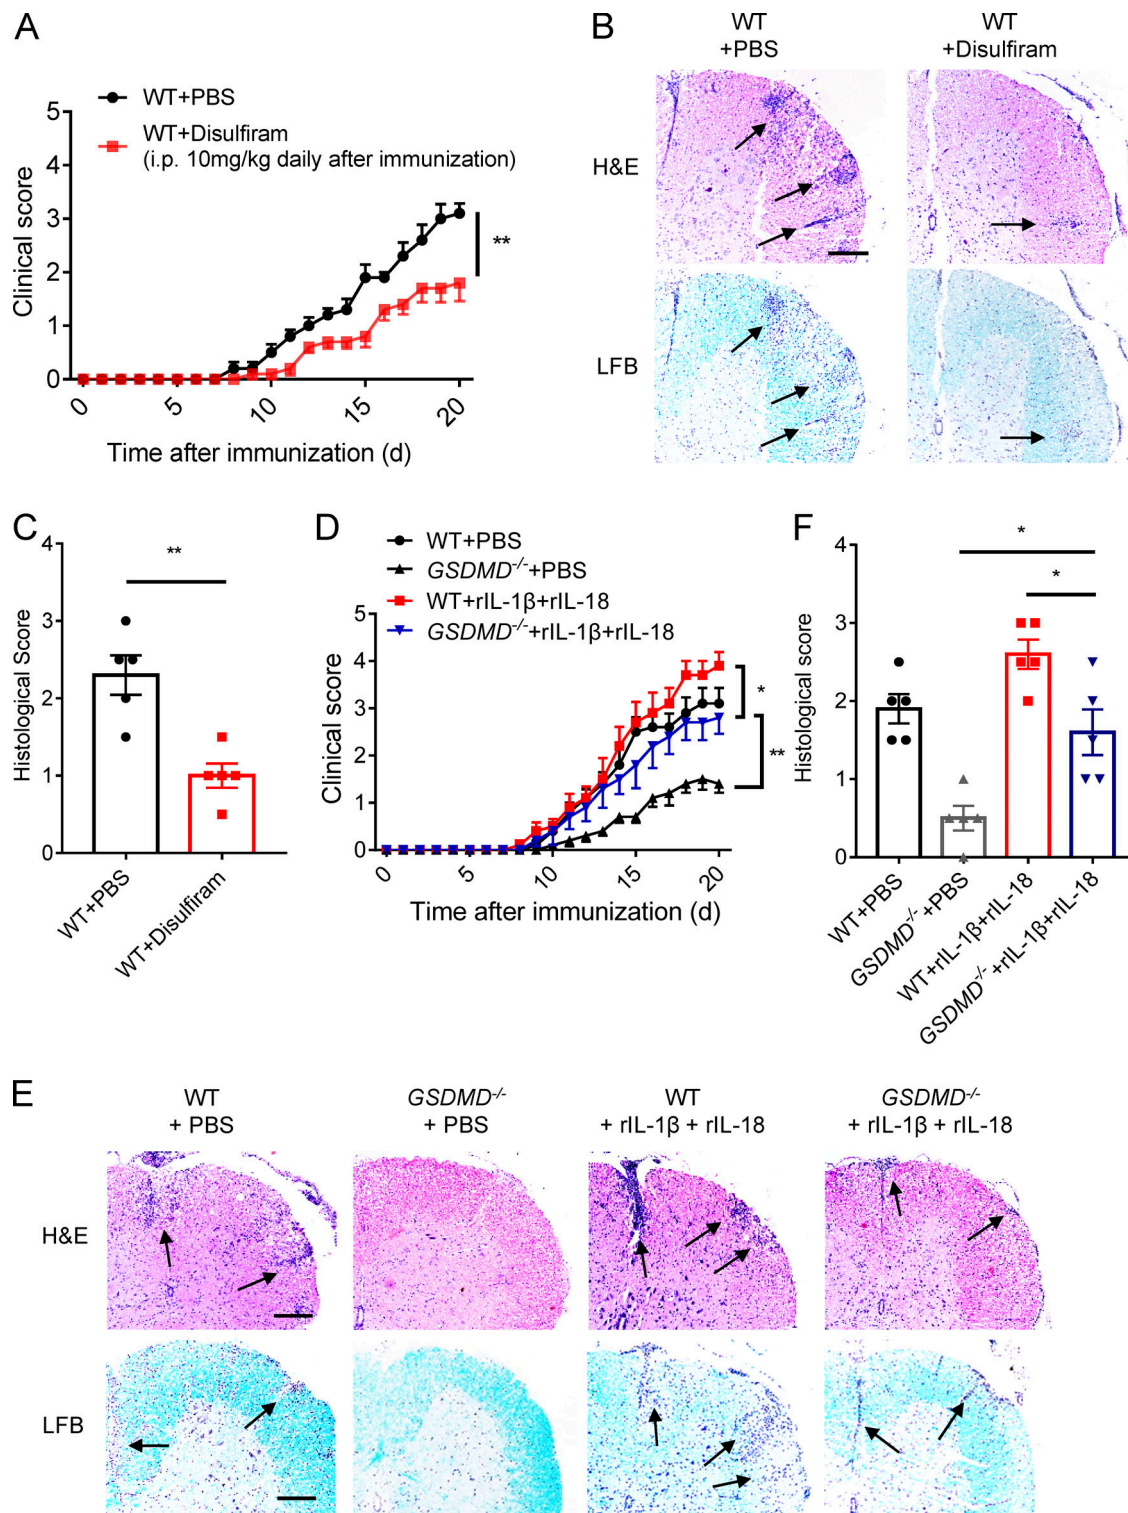 A
WT+PBS
WT+Disulfiram
(i.p. 10mg/kg daily after immunization)
Clinical score
5
4
3
2
1
0
**
0
5
10
15
20
Time after immunization (d)
B
WT
+PBS
WT
+Disulfiram
H&E
LFB
C
Histological Score
4
3
2
1
0
**
WT+PBS
WT+Disulfiram
D
WT+PBS
GSDMD-/-+PBS
WT+rIL-1β+rIL-18
GSDMD-/-+rIL-1β+rIL-18
Clinical score
5
4
3
2
1
0
*
**
0
5
10
15
20
Time after immunization (d)
F
Histological score
4
3
2
1
0
*
*
WT+PBS
GSDMD-/-+PBS
WT+rIL-1β+rIL-18
GSDMD-/-+rIL-1β+rIL-18
E
WT
+ PBS
GSDMD-/-
+ PBS
WT
+ rIL-1β + rIL-18
GSDMD-/-
+ rIL-1β + rIL-18
H&E
LFB